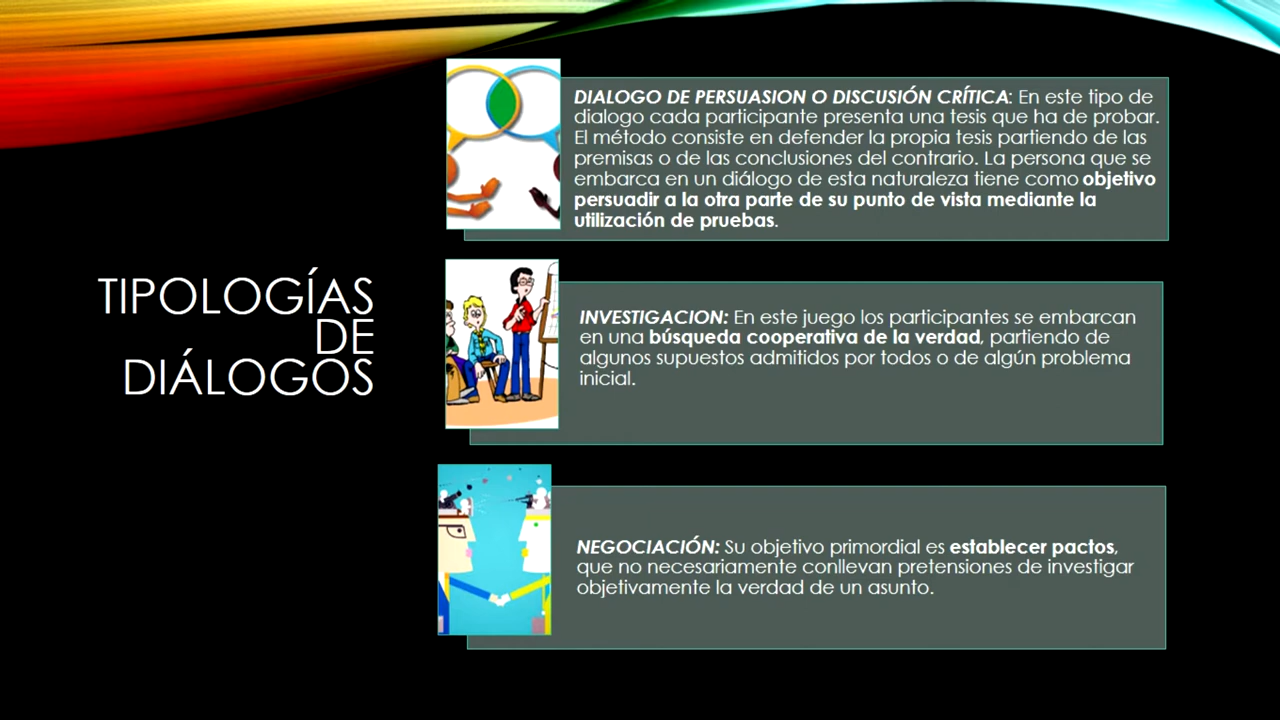 TIPOLOGÍAS
DE
DIÁLOGOS
DIALOGO DE PERSUASION O DISCUSIÓN CRÍTICA: En este tipo de
dialogo cada participante presenta una tesis que ha de probar.
El método consiste en defender la propia tesis partiendo de las
premisas o de las conclusiones del contrario. La persona que se
embarca en un diálogo de esta naturaleza tiene como objetivo
persuadir a la otra parte de su punto de vista mediante la
utilización de pruebas.
INVESTIGACION: En este juego los participantes se embarcan
en una búsqueda cooperativa de la verdad, partiendo de
algunos supuestos admitidos por todos o de algún problema
inicial.
NEGOCIACIÓN: Su objetivo primordial es establecer pactos,
que no necesariamente conllevan pretensiones de investigar
objetivamente la verdad de un asunto.